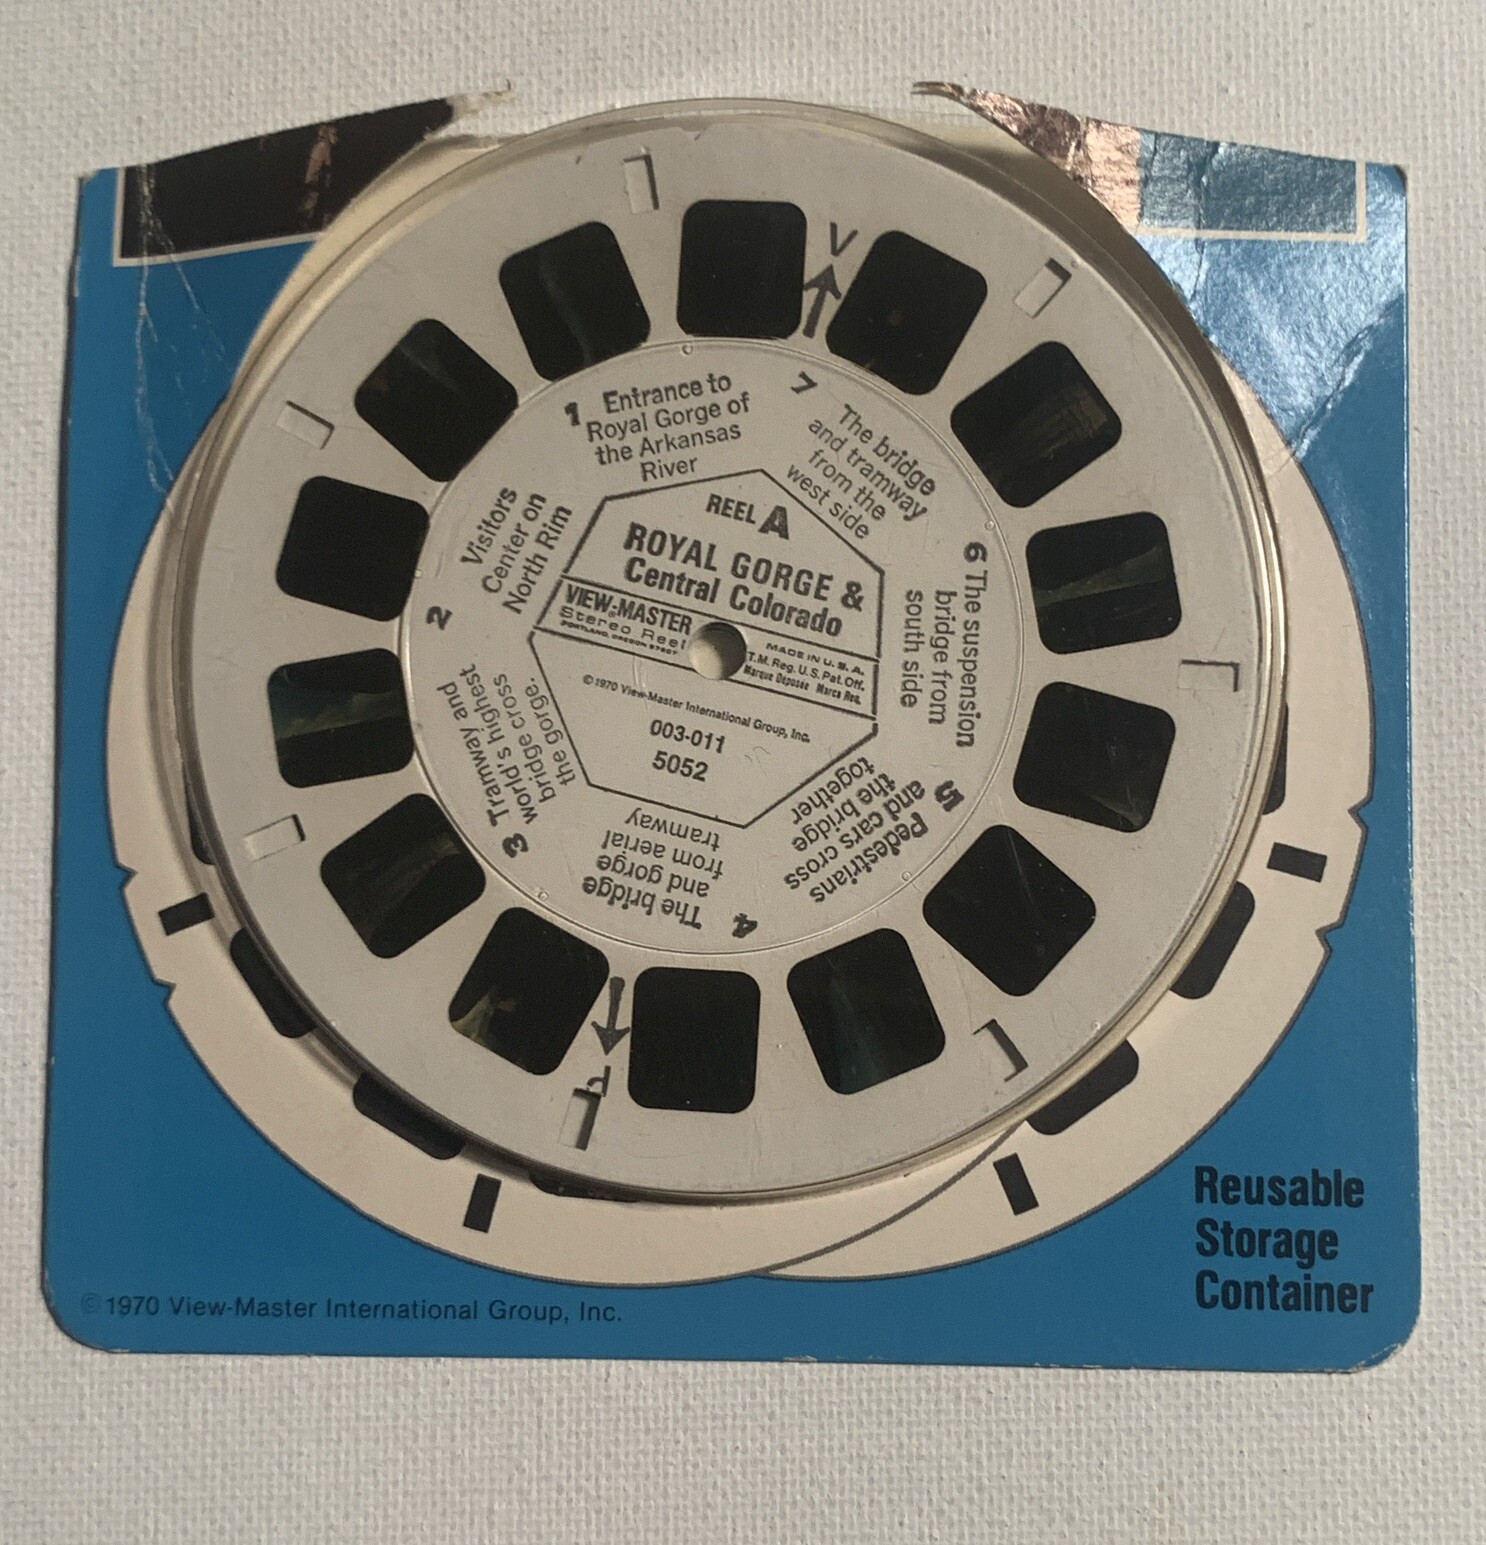 V
1 Entrance to
Royal Gorge of
the Arkansas
River
2
Visitors
Center on
North Rim
3 Tramway and
world's highest
bridge cross
the gorge.
4
The bridge
and gorge
from aerial
tramway
5
Pedestrians
and cars cross
the bridge
together
6 The suspension
bridge from
south side
7
The bridge
and tramway
from the
west side
REEL A
ROYAL GORGE &
Central Colorado
VIEW-MASTER
®
Stereo Reel
PORTLAND, OREGON 97207
MADE IN U.S.A.
T.M. Reg. U.S. Pat. Off.
Marque Deposée Marca Reg.
© 1970 View-Master International Group, Inc.
003-011
5052
P
Reusable
Storage
Container
© 1970 View-Master International Group, Inc.